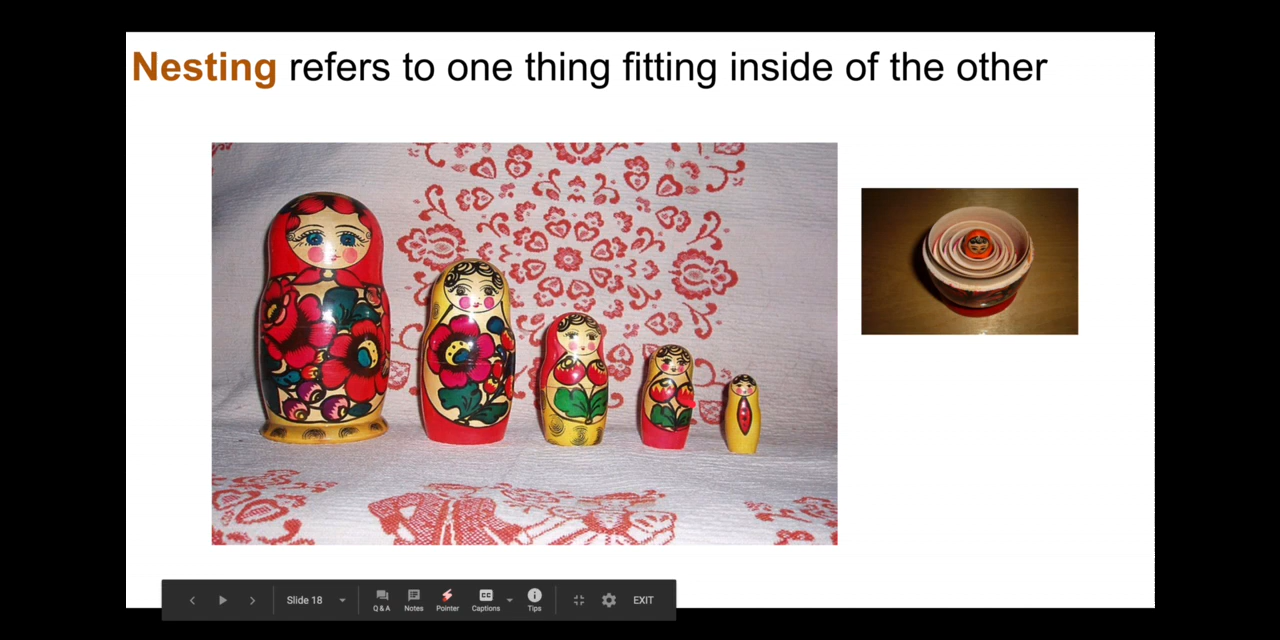 Nesting refers to one thing fitting inside of the other
Slide 18
Q & A
Notes
Pointer
CC
Captions
Tips
EXIT